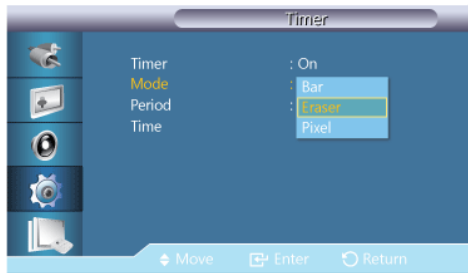 Timer
Timer : On
Mode : Bar
Period : Eraser
Time Pixel
Move Enter Return